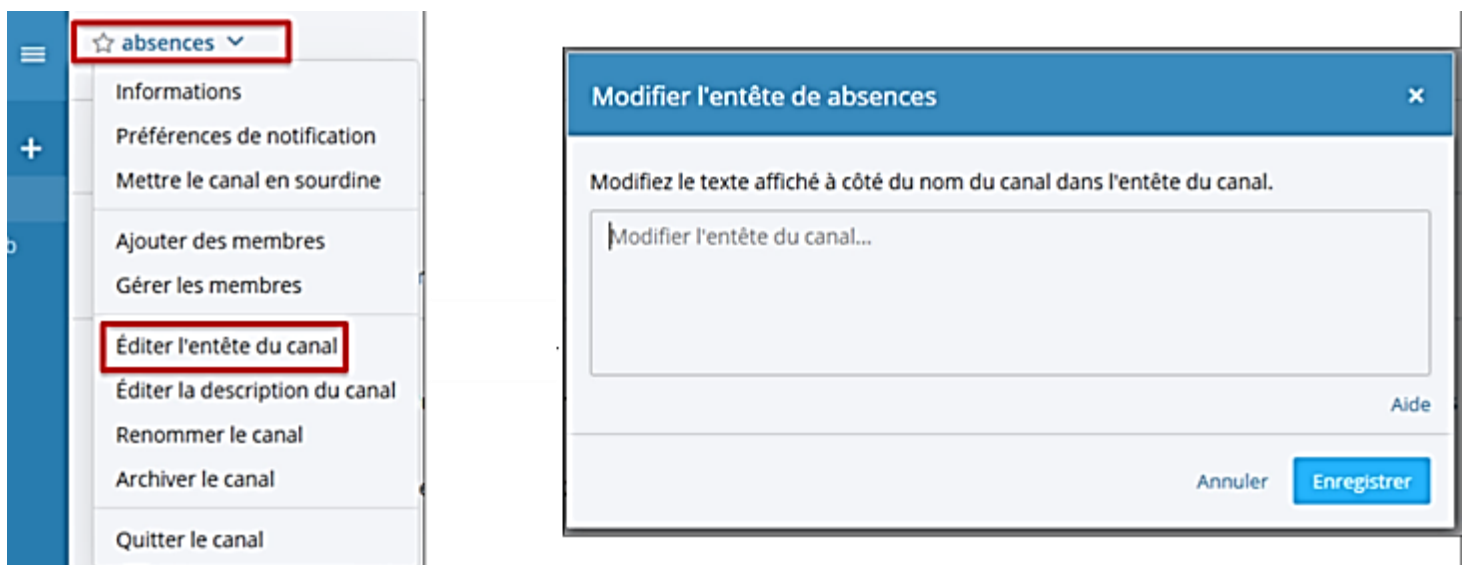 absences
Informations
Préférences de notification
Mettre le canal en sourdine
Ajouter des membres
Gérer les membres
Éditer l'entête du canal
Éditer la description du canal
Renommer le canal
Archiver le canal
Quitter le canal
Modifier l'entête de absences ×
Modifiez le texte affiché à côté du nom du canal dans l'entête du canal.
Modifier l'entête du canal...
Aide
Annuler Enregistrer